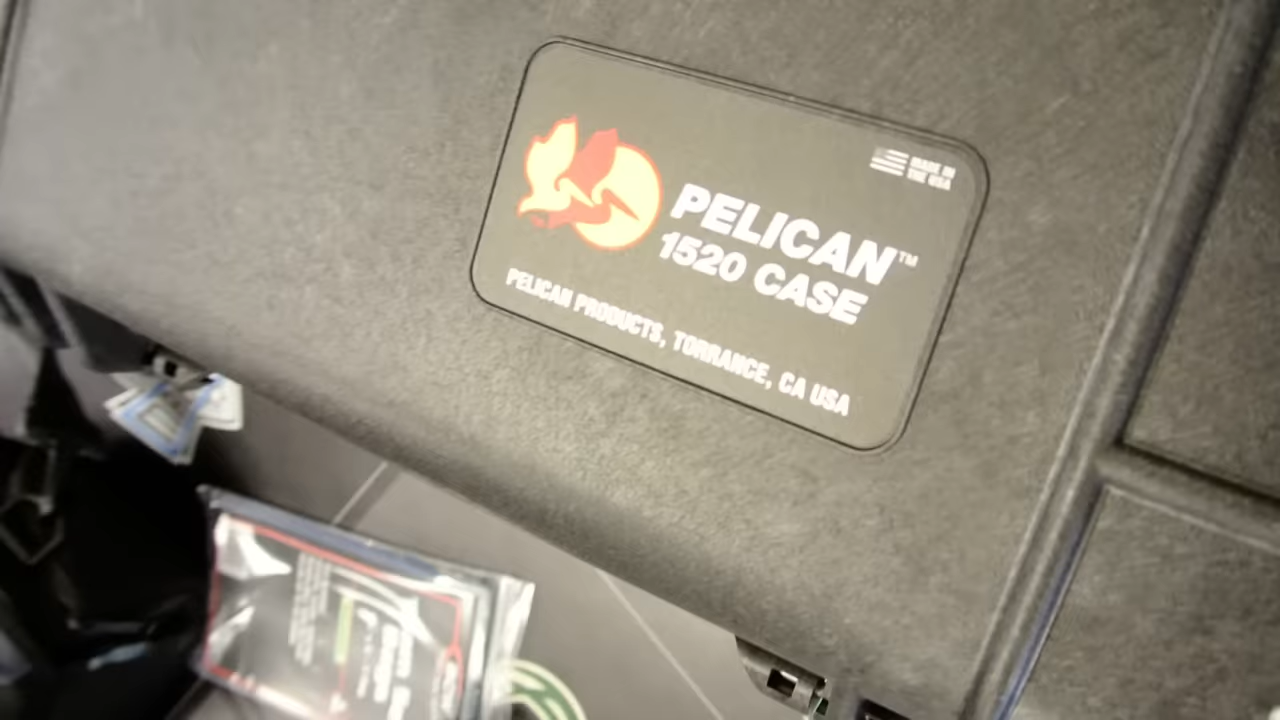 MADE IN
THE USA
PELICAN™
1520 CASE
PELICAN PRODUCTS, TORRANCE, CA USA